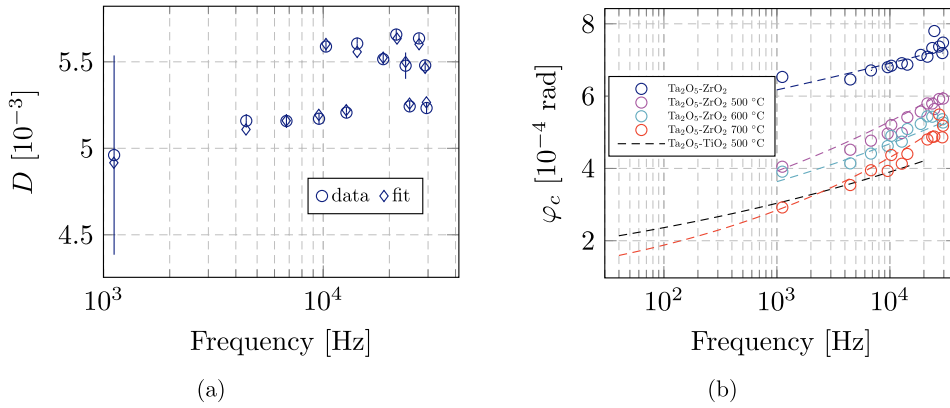 5.5
5
4.5
D [10⁻³]
data
fit
10³
10⁴
Frequency [Hz]
(a)
8
6
4
2
φ_c [10⁻⁴ rad]
Ta₂O₅-ZrO₂
Ta₂O₅-ZrO₂ 500 °C
Ta₂O₅-ZrO₂ 600 °C
Ta₂O₅-ZrO₂ 700 °C
Ta₂O₅-TiO₂ 500 °C
10²
10³
10⁴
Frequency [Hz]
(b)